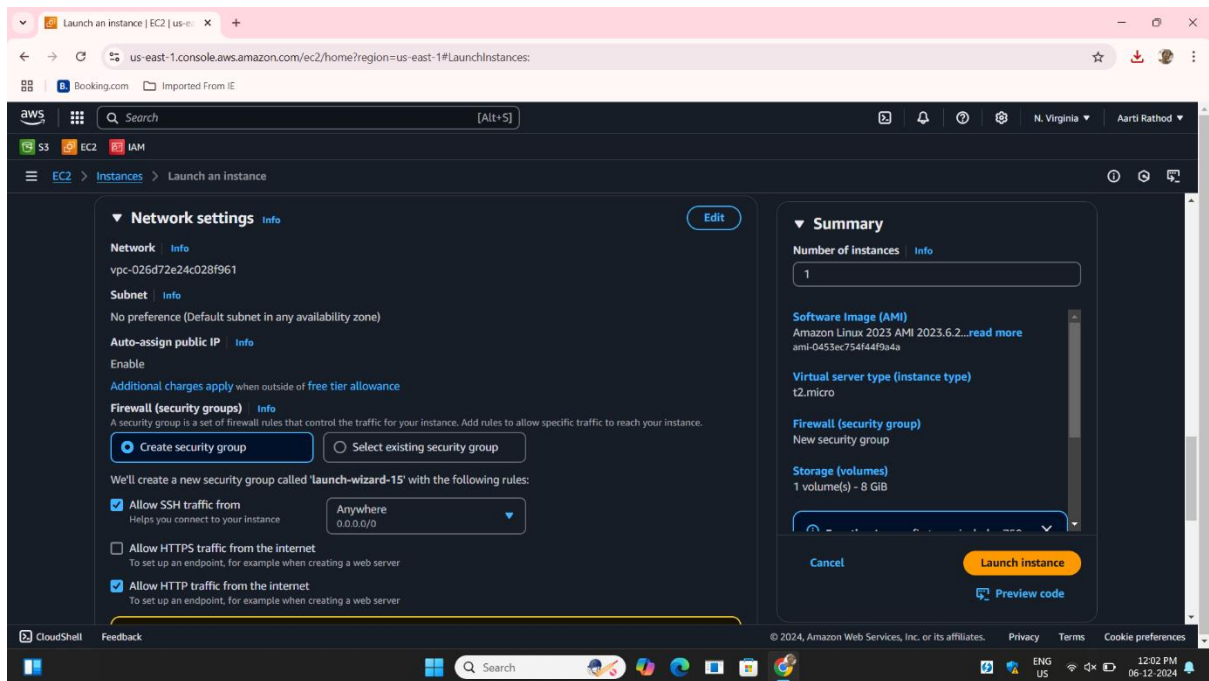 Launch an instance | EC2 | us-e
us-east-1.console.aws.amazon.com/ec2/home?region=us-east-1#LaunchInstances:
B. Booking.com Imported From IE
aws Search [Alt+S] N. Virginia Aarti Rathod
S3 EC2 IAM
EC2 > Instances > Launch an instance
Network settings Info
Edit
Network Info
vpc-026d72e24c028f961
Subnet Info
No preference (Default subnet in any availability zone)
Auto-assign public IP Info
Enable
Additional charges apply when outside of free tier allowance
Firewall (security groups) Info
A security group is a set of firewall rules that control the traffic for your instance. Add rules to allow specific traffic to reach your instance.
Create security group Select existing security group
We'll create a new security group called 'launch-wizard-15' with the following rules:
Allow SSH traffic from
Helps you connect to your instance
Anywhere
0.0.0.0/0
Allow HTTPS traffic from the internet
To set up an endpoint, for example when creating a web server
Allow HTTP traffic from the internet
To set up an endpoint, for example when creating a web server
Summary
Number of instances Info
1
Software Image (AMI)
Amazon Linux 2023 AMI 2023.6.2...read more
ami-0453ec754f44f9a4a
Virtual server type (instance type)
t2.micro
Firewall (security group)
New security group
Storage (volumes)
1 volume(s) - 8 GiB
Cancel
Launch instance
Preview code
CloudShell Feedback © 2024, Amazon Web Services, Inc. or its affiliates. Privacy Terms Cookie preferences
Search
ENG
US
12:02 PM
06-12-2024